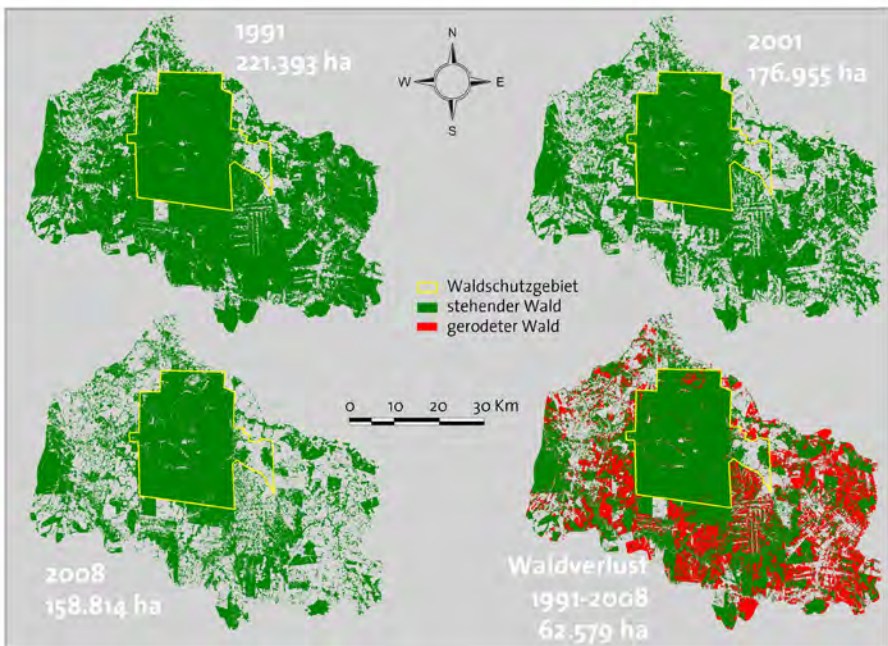 1991
221.393 ha
N
W E
S
2001
176.955 ha
Waldschutzgebiet
stehender Wald
gerodeter Wald
0 10 20 30 Km
2008
158.814 ha
Waldverlust
1991-2008
62.579 ha